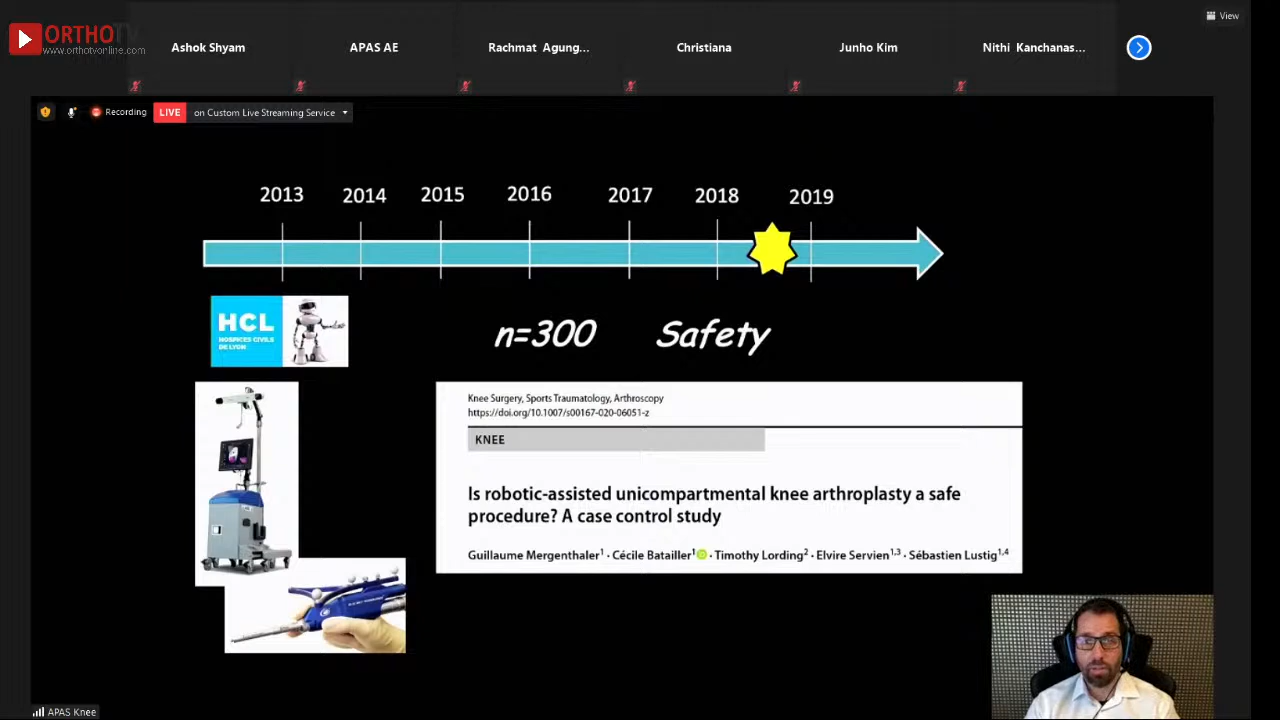 ORTHOTV
www.orthotvonline.com
View
Ashok Shyam
APAS AE
Rachmat Agung...
Christiana
Junho Kim
Nithi Kanchanas...
Recording
LIVE
on Custom Live Streaming Service
2013
2014
2015
2016
2017
2018
2019
HCL
HOSPICES CIVILS
DE LYON
n=300
Safety
Knee Surgery, Sports Traumatology, Arthroscopy
https://doi.org/10.1007/s00167-020-06051-z
KNEE
Is robotic-assisted unicompartmental knee arthroplasty a safe
procedure? A case control study
Guillaume Mergenthaler1 · Cécile Batailler1 · Timothy Lording2 · Elvire Servien1,3 · Sébastien Lustig1,4
APAS Knee